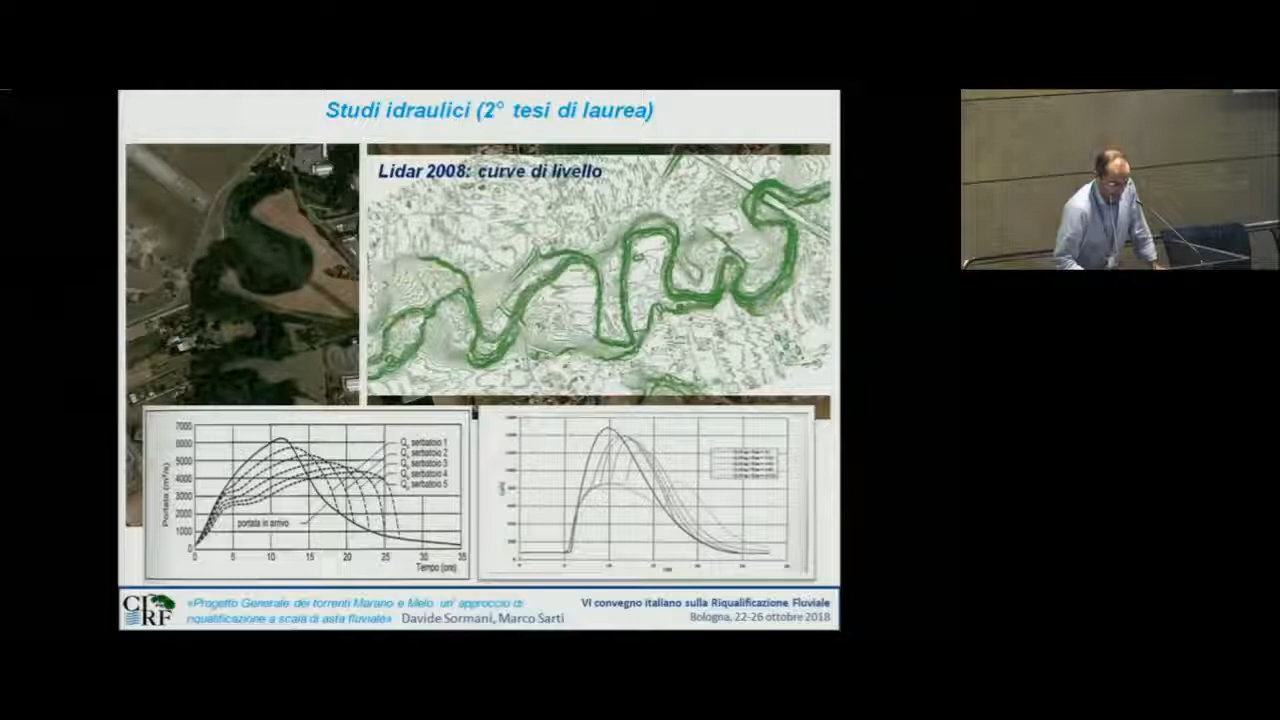 Studi idraulici (2° tesi di laurea)
Lidar 2008: curve di livello
7000
6000
5000
4000
3000
2000
1000
0
Portata (m³/s)
Q serbatoio 1
Q serbatoio 2
Q serbatoio 3
Q serbatoio 4
Q serbatoio 5
portata in arrivo
0 5 10 15 20 25 30 35
Tempo (ore)
CIRF
«Progetto Generale dei torrenti Marano e Melo un' approccio di
riqualificazione a scala di asta fluviale» Davide Sormani, Marco Sarti
VI convegno italiano sulla Riqualificazione Fluviale
Bologna, 22-26 ottobre 2018